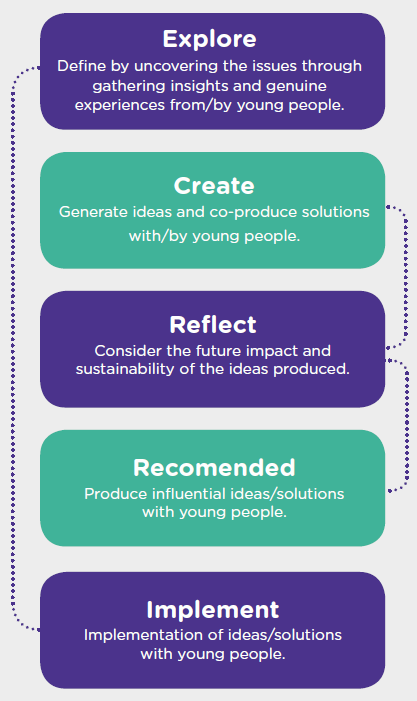 Explore
Define by uncovering the issues through
gathering insights and genuine
experiences from/by young people.
Create
Generate ideas and co-produce solutions
with/by young people.
Reflect
Consider the future impact and
sustainability of the ideas produced.
Recomended
Produce influential ideas/solutions
with young people.
Implement
Implementation of ideas/solutions
with young people.